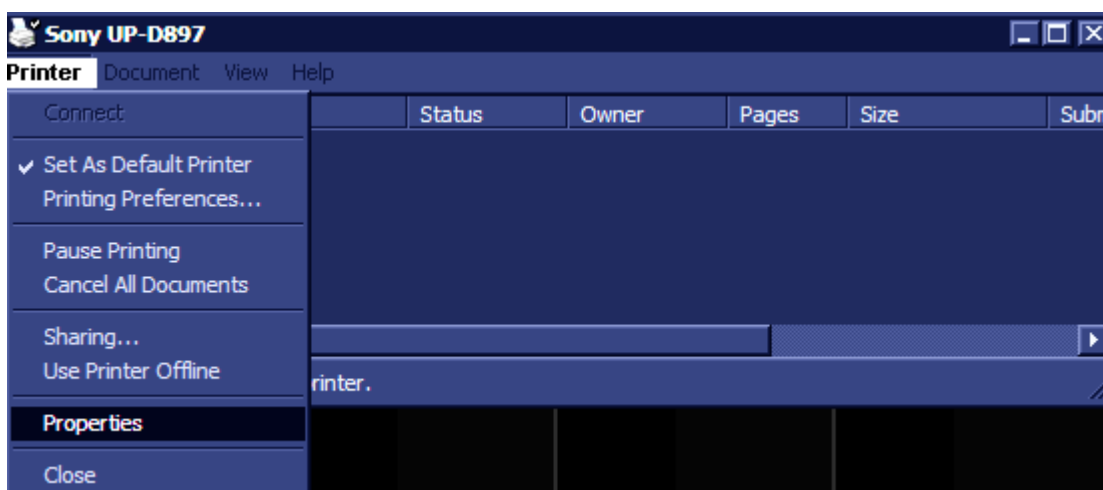 Sony UP-D897
Printer Document View Help
Connect Status Owner Pages Size Subr
Set As Default Printer
Printing Preferences...
Pause Printing
Cancel All Documents
Sharing...
Use Printer Offline
rinter.
Properties
Close